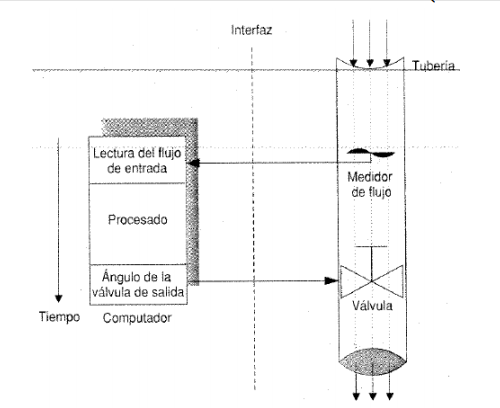 Interfaz
Tubería
Lectura del flujo
de entrada
Medidor
de flujo
Procesado
Ángulo de la
válvula de salida
Válvula
Tiempo
Computador